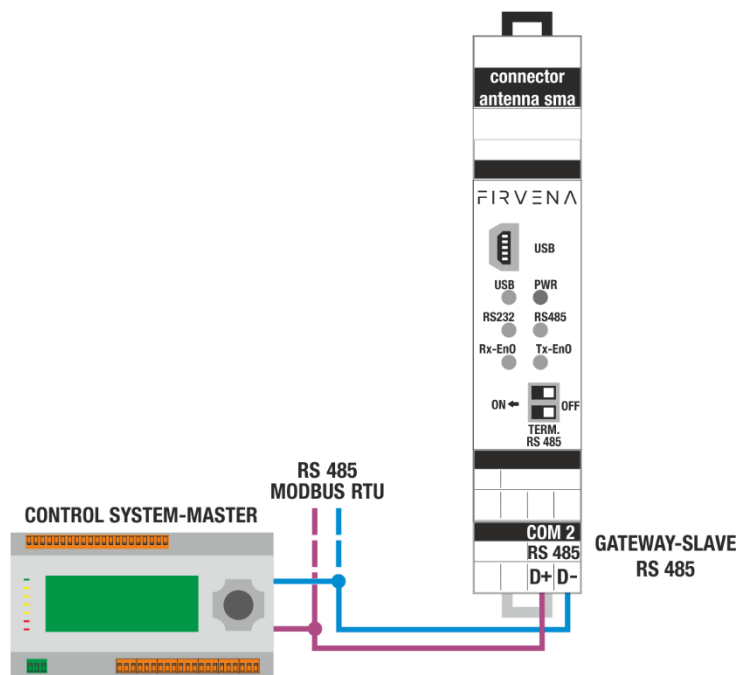 connector
antenna sma
FIRVENA
USB
USB PWR
RS232 RS485
Rx-EnO Tx-EnO
ON OFF
TERM.
RS 485
RS 485
MODBUS RTU
CONTROL SYSTEM-MASTER
COM 2
RS 485
D+ D-
GATEWAY-SLAVE
RS 485